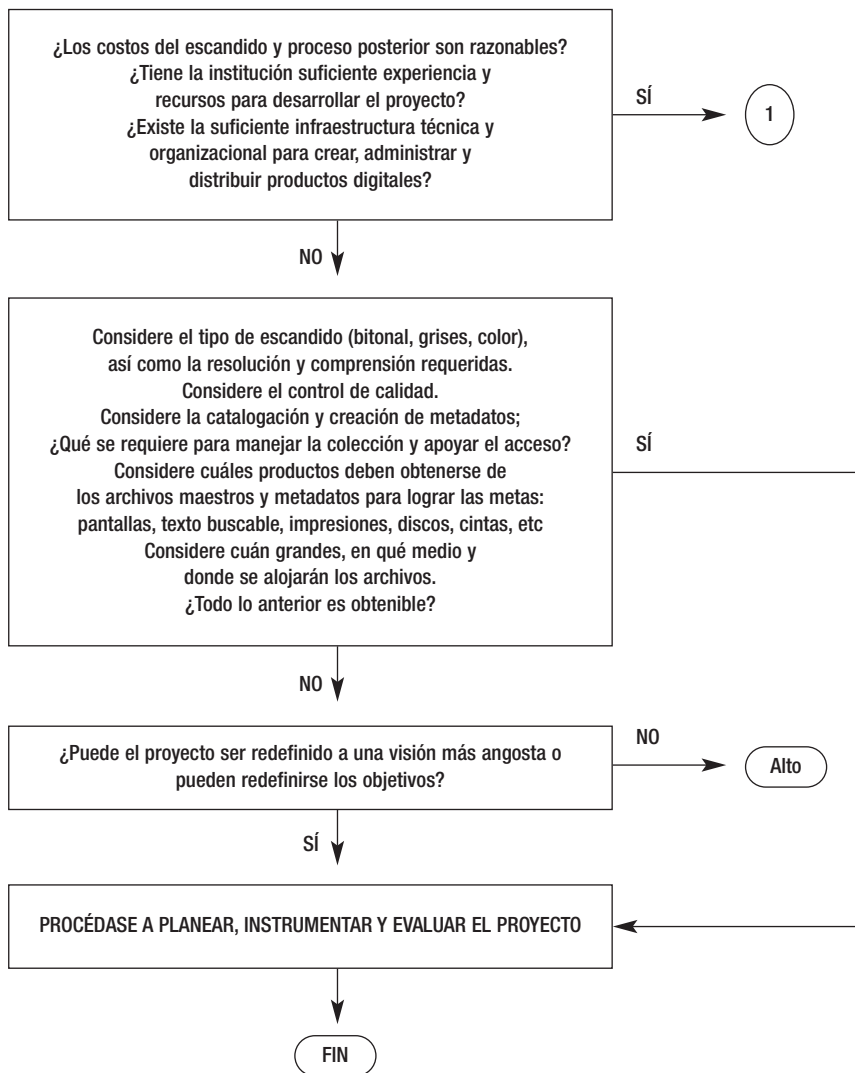 ¿Los costos del escandido y proceso posterior son razonables?
¿Tiene la institución suficiente experiencia y
recursos para desarrollar el proyecto?
¿Existe la suficiente infraestructura técnica y
organizacional para crear, administrar y
distribuir productos digitales?
SÍ
1
NO
Considere el tipo de escandido (bitonal, grises, color),
así como la resolución y comprensión requeridas.
Considere el control de calidad.
Considere la catalogación y creación de metadatos;
¿Qué se requiere para manejar la colección y apoyar el acceso?
Considere cuáles productos deben obtenerse de
los archivos maestros y metadatos para lograr las metas:
pantallas, texto buscable, impresiones, discos, cintas, etc
Considere cuán grandes, en qué medio y
donde se alojarán los archivos.
¿Todo lo anterior es obtenible?
SÍ
NO
¿Puede el proyecto ser redefinido a una visión más angosta o
pueden redefinirse los objetivos?
NO
Alto
SÍ
PROCÉDASE A PLANEAR, INSTRUMENTAR Y EVALUAR EL PROYECTO
FIN